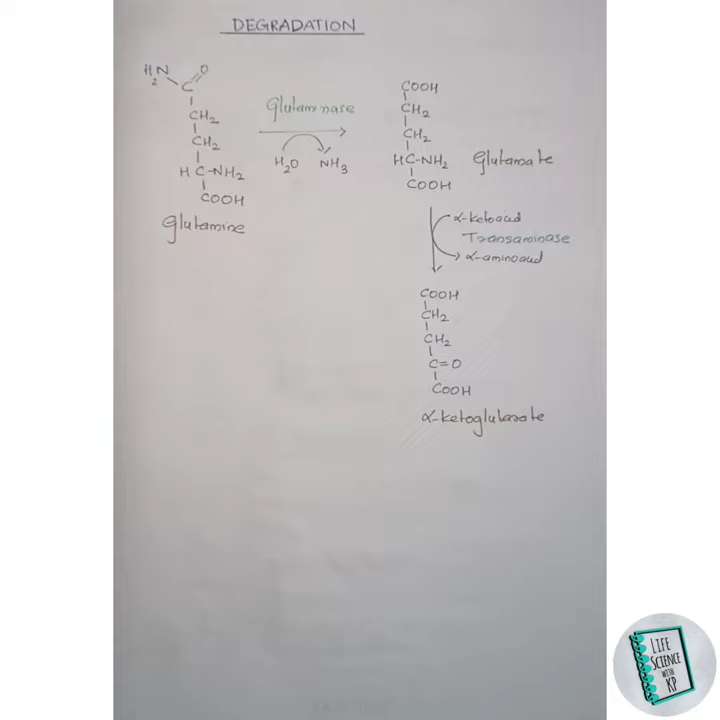 DEGRADATION
H₂N O
C
CH₂
CH₂
H C-NH₂
COOH
Glutamine
Glutaminase
H₂O NH₃
COOH
CH₂
CH₂
HC-NH₂
COOH
Glutamate
α-ketoacid
Transaminase
α-aminoacid
COOH
CH₂
CH₂
C=O
COOH
α-ketoglutarate
LIFE
SCIENCE
WITH
KP